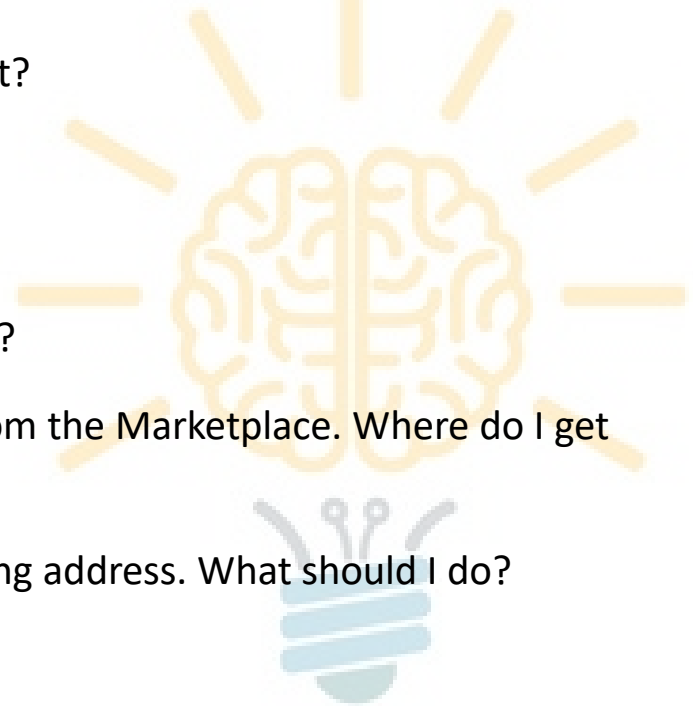 t?
?
om the Marketplace. Where do I get
ng address. What should I do?